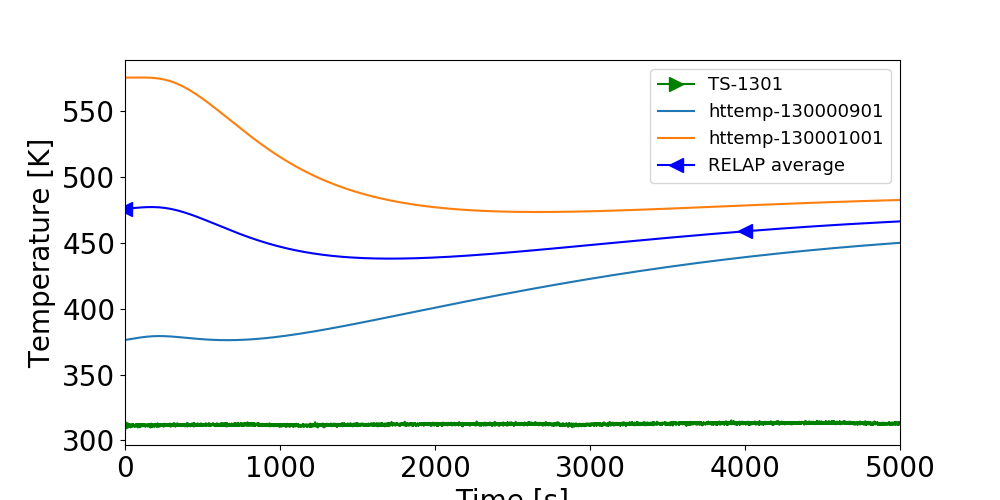 TS-1301
httemp-130000901
httemp-130001001
RELAP average
Temperature [K]
550
500
450
400
350
300
0 1000 2000 3000 4000 5000
Time [s]